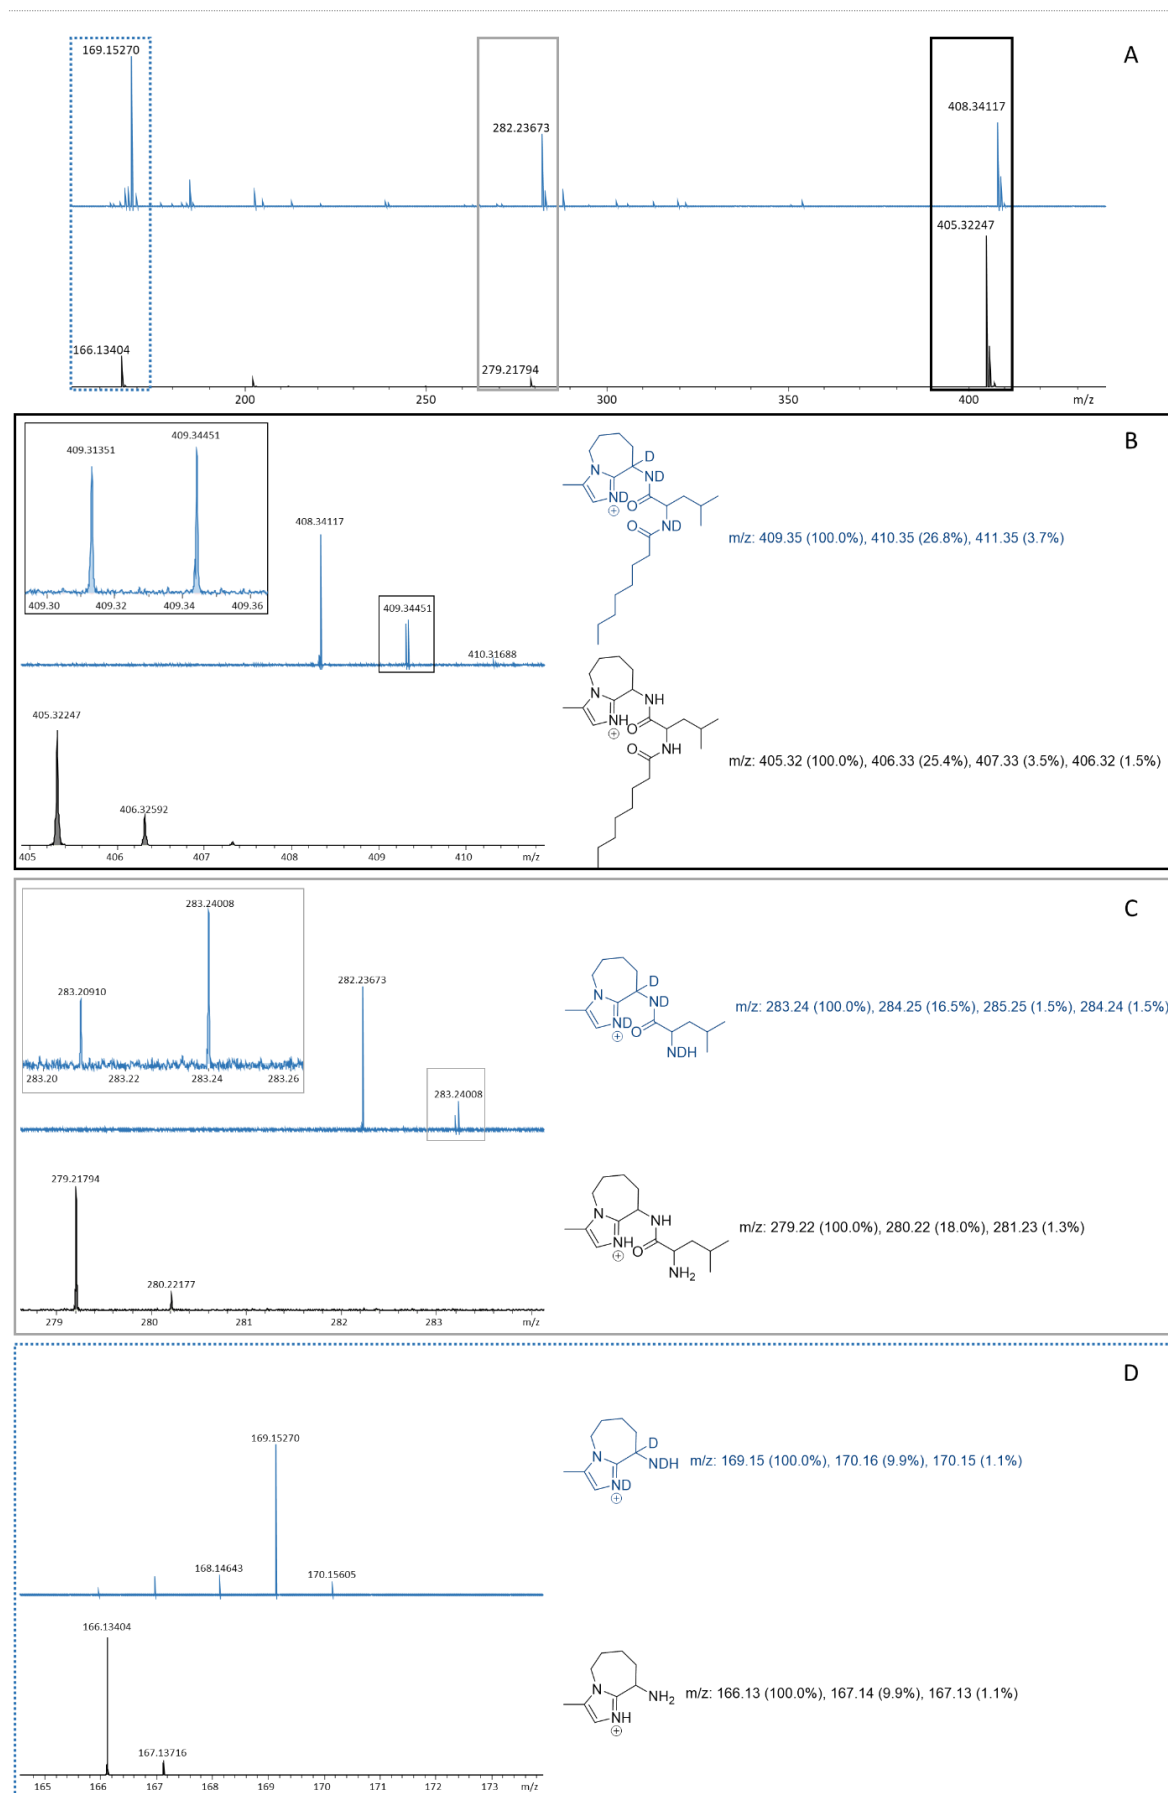 A
169.15270
282.23673
408.34117
405.32247
166.13404
279.21794
200
250
300
350
400
m/z
B
409.31351
409.34451
409.30
409.32
409.34
409.36
408.34117
409.34451
410.31688
D
N
ND
ND
⊕
O
O
ND
m/z: 409.35 (100.0%), 410.35 (26.8%), 411.35 (3.7%)
405.32247
406.32592
405
406
407
408
409
410
m/z
N
NH
NH
⊕
O
O
NH
m/z: 405.32 (100.0%), 406.33 (25.4%), 407.33 (3.5%), 406.32 (1.5%)
C
283.20910
283.24008
283.20
283.22
283.24
283.26
282.23673
283.24008
D
N
ND
ND
⊕
O
NDH
m/z: 283.24 (100.0%), 284.25 (16.5%), 285.25 (1.5%), 284.24 (1.5%)
279.21794
280.22177
279
280
281
282
283
m/z
N
NH
NH
⊕
O
NH2
m/z: 279.22 (100.0%), 280.22 (18.0%), 281.23 (1.3%)
D
169.15270
168.14643
170.15605
D
N
NDH
ND
⊕
m/z: 169.15 (100.0%), 170.16 (9.9%), 170.15 (1.1%)
166.13404
167.13716
165
166
167
168
169
170
171
172
173
m/z
N
NH2
NH
⊕
m/z: 166.13 (100.0%), 167.14 (9.9%), 167.13 (1.1%)